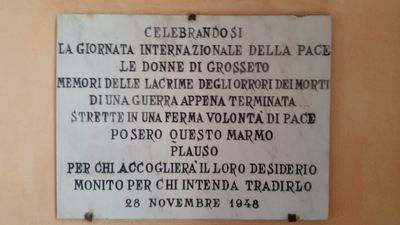 CELEBRANDOSI
LA GIORNATA INTERNAZIONALE DELLA PACE
LE DONNE DI GROSSETO
MEMORI DELLE LACRIME DEGLI ORRORI DEI MORTI
DI UNA GUERRA APPENA TERMINATA...
STRETTE IN UNA FERMA VOLONTA' DI PACE
POSERO QUESTO MARMO
PLAUSO
PER CHI ACCOGLIERA' IL LORO DESIDERIO
MONITO PER CHI INTENDA TRADIRLO
28 NOVEMBRE 1948